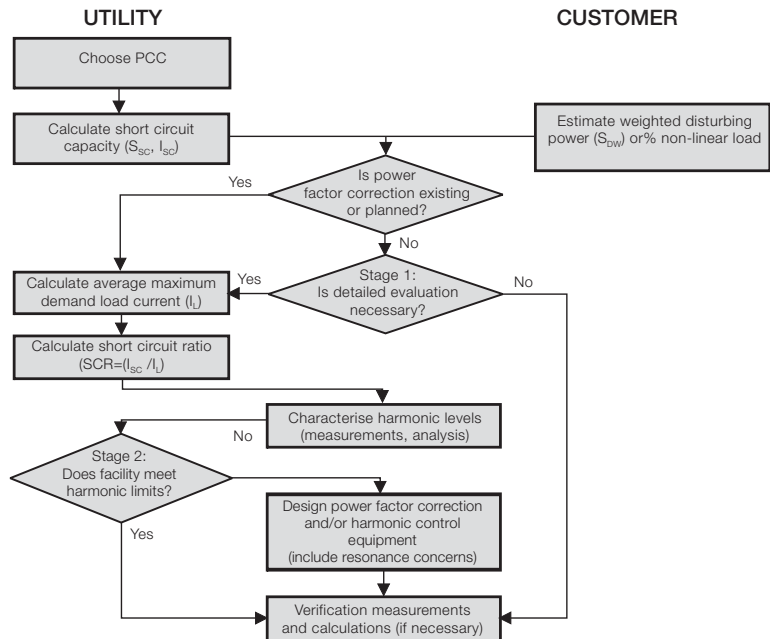 UTILITY
CUSTOMER
Choose PCC
Calculate short circuit
capacity (S_SC, I_SC)
Estimate weighted disturbing
power (S_DW) or% non-linear load
Is power
factor correction existing
or planned?
Yes
No
Stage 1:
Is detailed evaluation
necessary?
Yes
No
Calculate average maximum
demand load current (I_L)
Calculate short circuit ratio
(SCR=(I_SC /I_L)
Characterise harmonic levels
(measurements, analysis)
No
Stage 2:
Does facility meet
harmonic limits?
Yes
Design power factor correction
and/or harmonic control
equipment
(include resonance concerns)
Verification measurements
and calculations (if necessary)